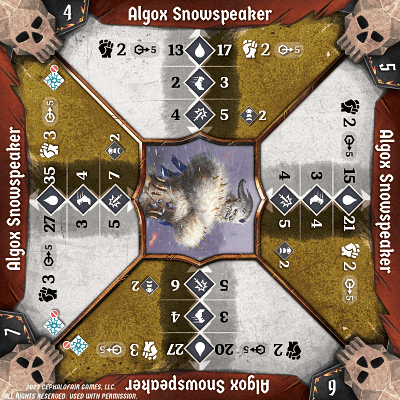 4
Algox Snowspeaker
2 5 13 17 2 5
2 3
4 5 2
5
Algox Snowspeaker
2 5 15 21 2 5
3 4
4 5 2
6
Algox Snowspeaker
2 5 20 27 3 5
3 4
5 6 2
7
Algox Snowspeaker
3 5 27 35 3 5
3 4
5 7 2
2023 CEPHALOFAIR GAMES, LLC.
ALL RIGHTS RESERVED. USED WITH PERMISSION.